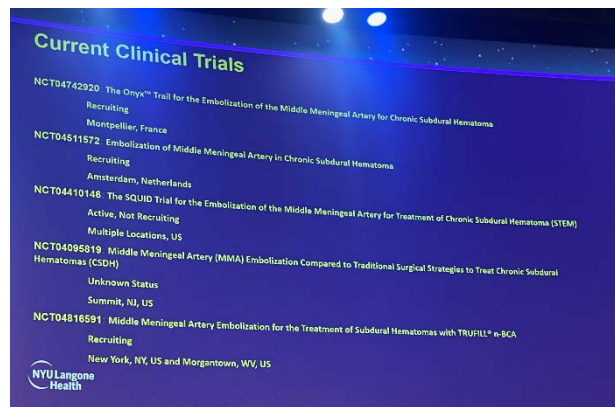 Current Clinical Trials
NCT04742920 The Onyx™ Trail for the Embolization of the Middle Meningeal Artery for Chronic Subdural Hematoma
Recruiting
Montpellier, France
NCT04511572 Embolization of Middle Meningeal Artery in Chronic Subdural Hematoma
Recruiting
Amsterdam, Netherlands
NCT04410146 The SQUID Trial for the Embolization of the Middle Meningeal Artery for Treatment of Chronic Subdural Hematoma (STEM)
Active, Not Recruiting
Multiple Locations, US
NCT04095819 Middle Meningeal Artery (MMA) Embolization Compared to Traditional Surgical Strategies to Treat Chronic Subdural
Hematomas (CSDH)
Unknown Status
Summit, NJ, US
NCT04816591 Middle Meningeal Artery Embolization for the Treatment of Subdural Hematomas with TRUFILL® n-BCA
Recruiting
New York, NY, US and Morgantown, WV, US
NYU Langone
Health